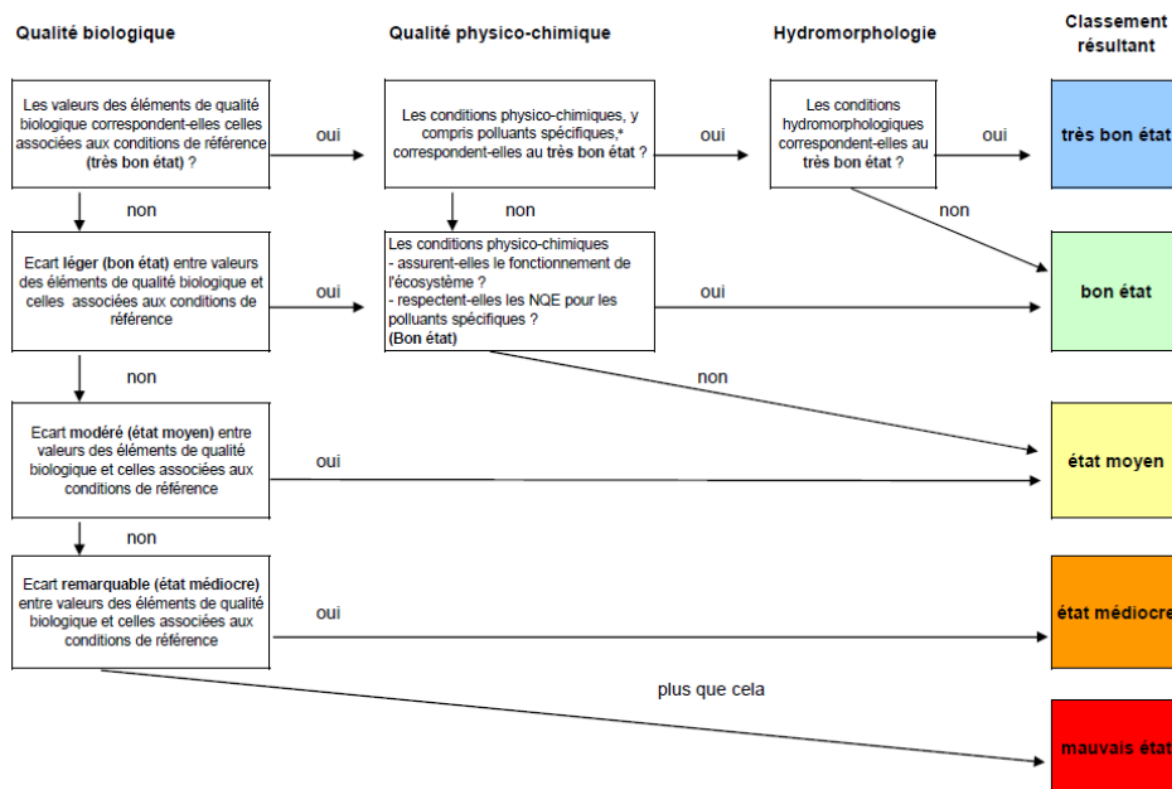 Qualité biologique
Qualité physico-chimique
Hydromorphologie
Classement
résultant
Les valeurs des éléments de qualité
biologique correspondent-elles celles
associées aux conditions de référence
(très bon état) ?
oui
Les conditions physico-chimiques, y
compris polluants spécifiques,*
correspondent-elles au très bon état ?
oui
Les conditions
hydromorphologiques
correspondent-elles au
très bon état ?
oui
très bon état
non
non
non
Ecart léger (bon état) entre valeurs
des éléments de qualité biologique et
celles associées aux conditions de
référence
oui
Les conditions physico-chimiques
- assurent-elles le fonctionnement de
l'écosystème ?
- respectent-elles les NQE pour les
polluants spécifiques ?
(Bon état)
oui
bon état
non
non
Ecart modéré (état moyen) entre
valeurs des éléments de qualité
biologique et celles associées aux
conditions de référence
oui
état moyen
non
Ecart remarquable (état médiocre)
entre valeurs des éléments de qualité
biologique et celles associées aux
conditions de référence
oui
état médiocre
plus que cela
mauvais état